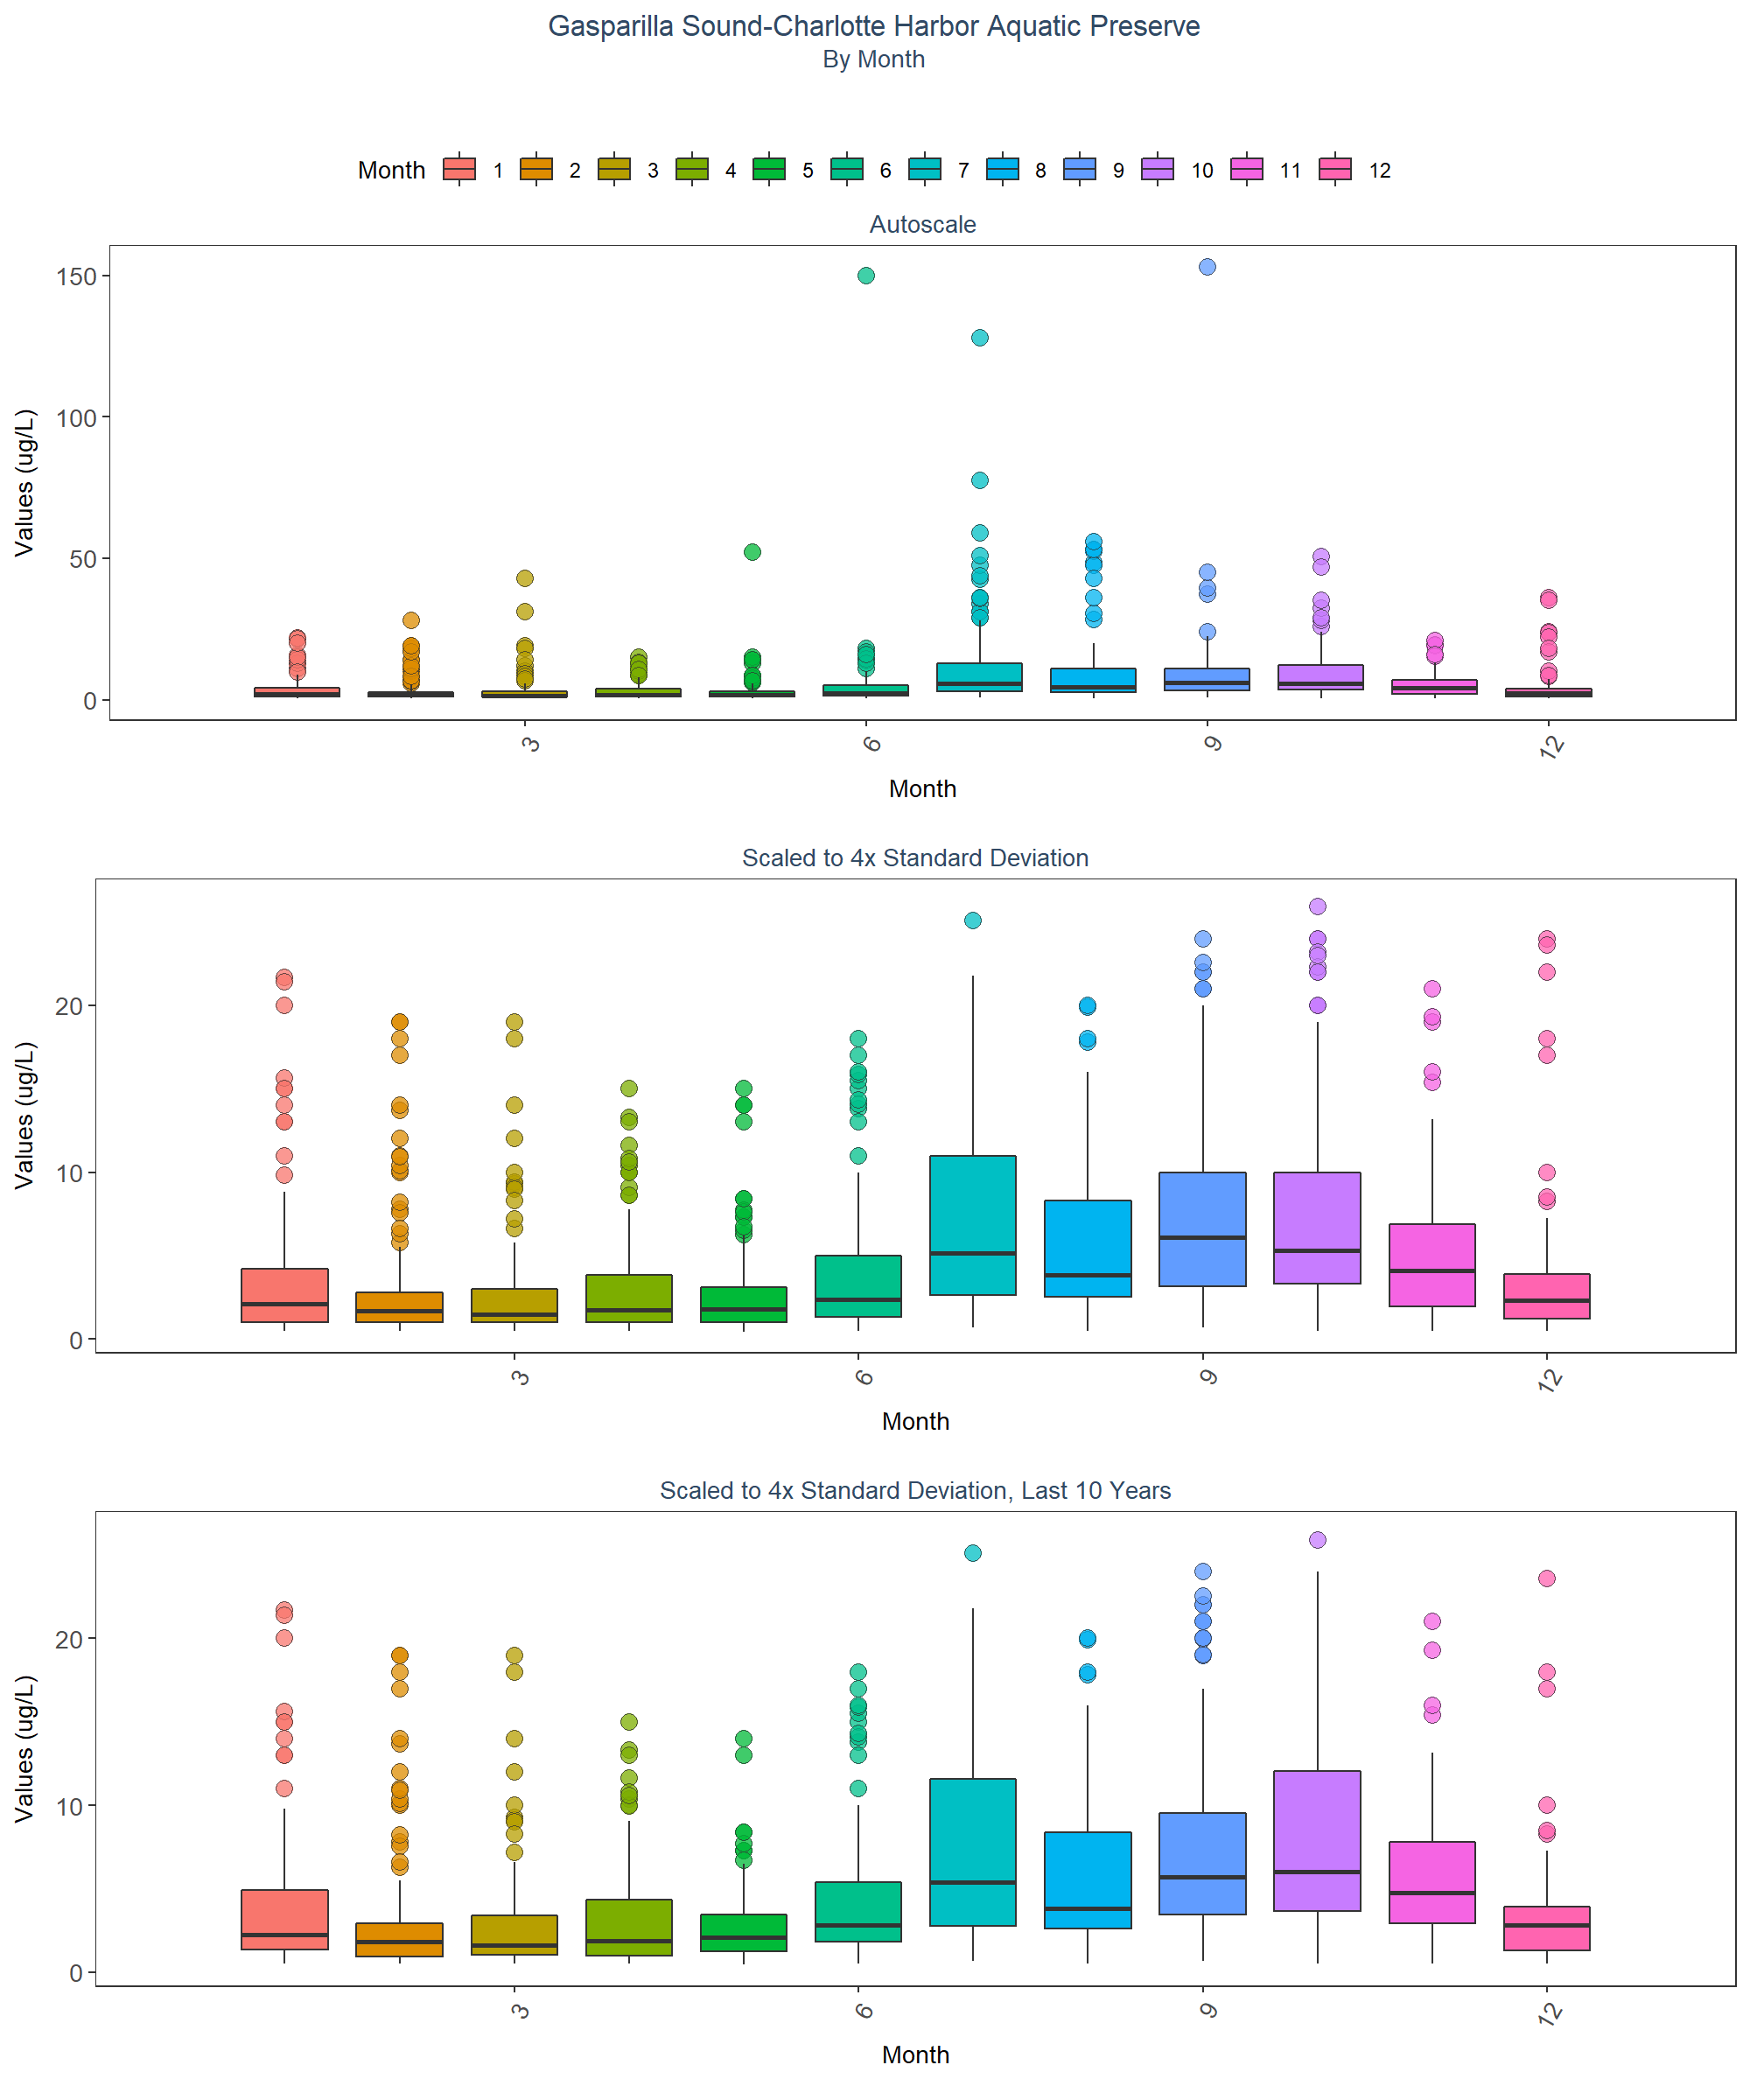 Gasparilla Sound-Charlotte Harbor Aquatic Preserve
By Month
Month 1 2 3 4 5 6 7 8 9 10 11 12
Autoscale
Values (ug/L)
150
100
50
0
3 6 9 12
Month
Scaled to 4x Standard Deviation
Values (ug/L)
20
10
0
3 6 9 12
Month
Scaled to 4x Standard Deviation, Last 10 Years
Values (ug/L)
20
10
0
3 6 9 12
Month